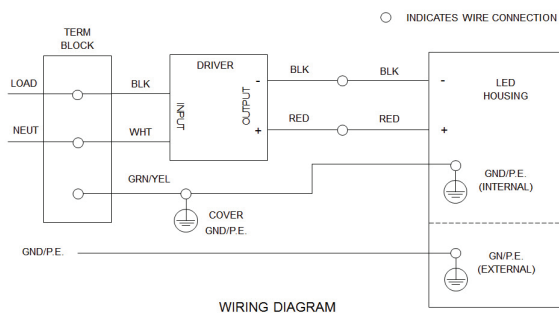 INDICATES WIRE CONNECTION
TERM
BLOCK
DRIVER
LOAD
BLK
INPUT
OUTPUT
-
BLK
BLK
-
LED
HOUSING
NEUT
WHT
+
RED
RED
+
GRN/YEL
GND/P.E.
(INTERNAL)
COVER
GND/P.E.
GND/P.E.
GN/P.E.
(EXTERNAL)
WIRING DIAGRAM